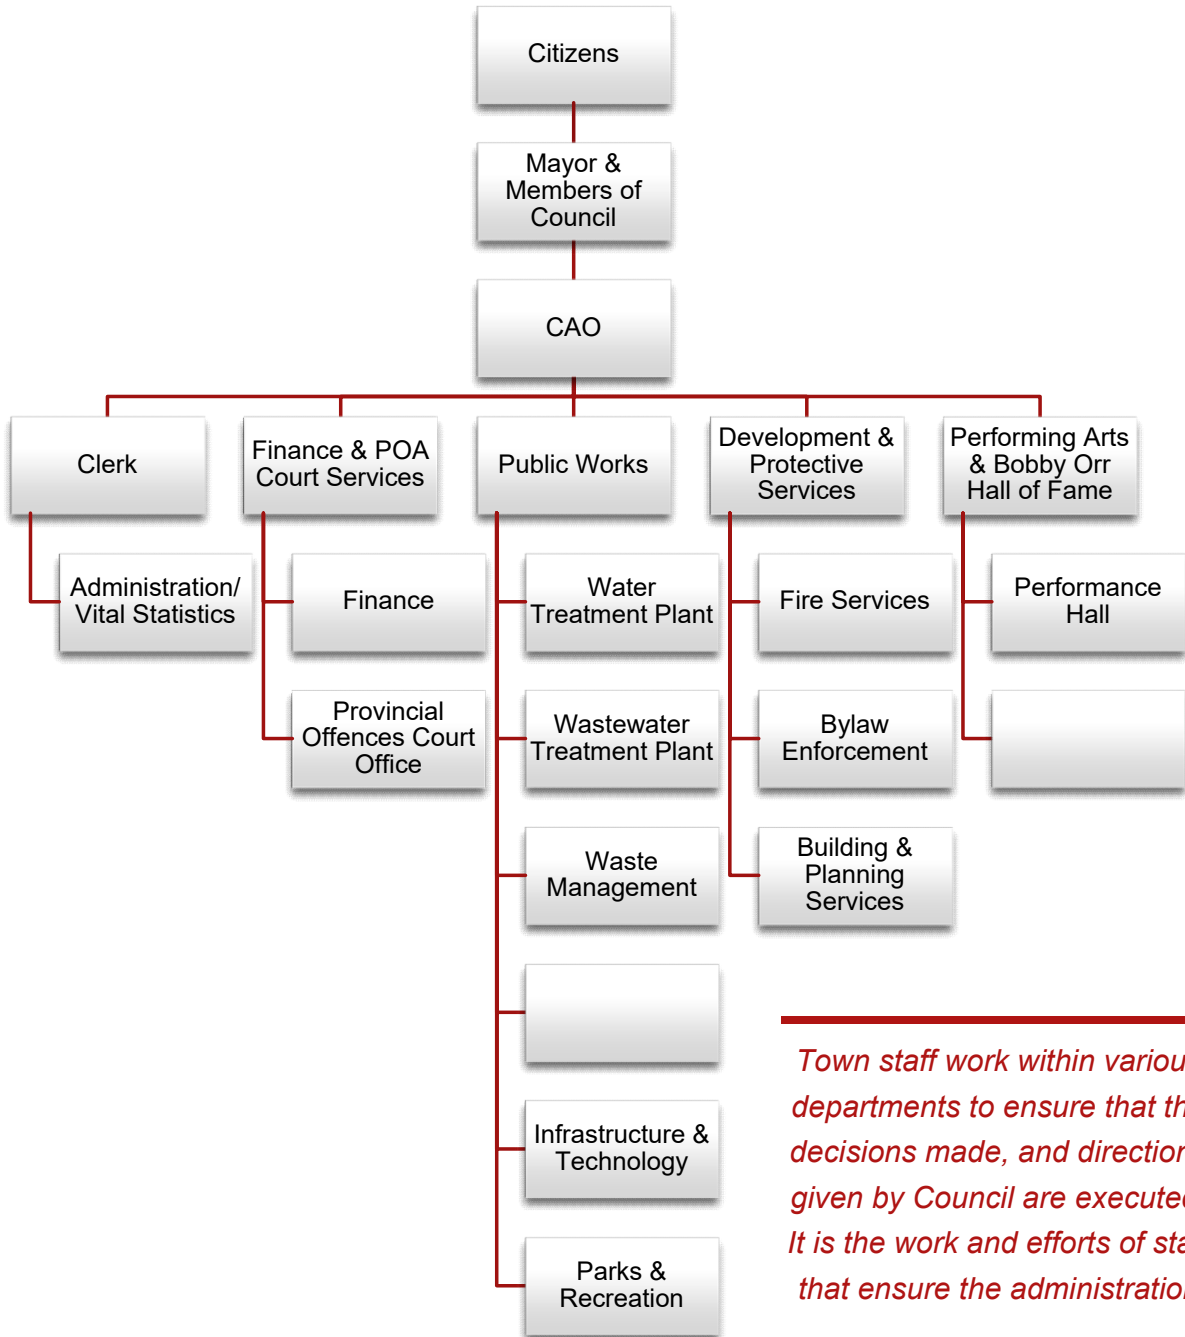 Citizens
Mayor &
Members of
Council
CAO
Clerk
Finance & POA
Court Services
Public Works
Development &
Protective
Services
Performing Arts
& Bobby Orr
Hall of Fame
Administration/
Vital Statistics
Finance
Water
Treatment Plant
Fire Services
Performance
Hall
Provincial
Offences Court
Office
Wastewater
Treatment Plant
Bylaw
Enforcement
Waste
Management
Building &
Planning
Services
Infrastructure &
Technology
Parks &
Recreation
Town staff work within variou
departments to ensure that th
decisions made, and direction
given by Council are executed
It is the work and efforts of sta
that ensure the administration